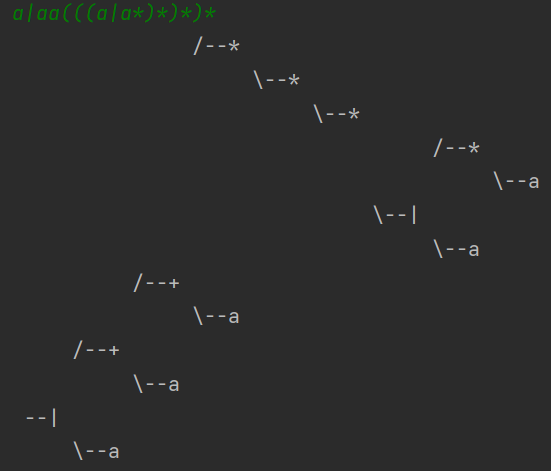 a|aa(((a|a*)*)*)*
/--*
\--*
\--*
/--*
\--a
\--|
\--a
/--+
\--a
/--+
\--a
--|
\--a